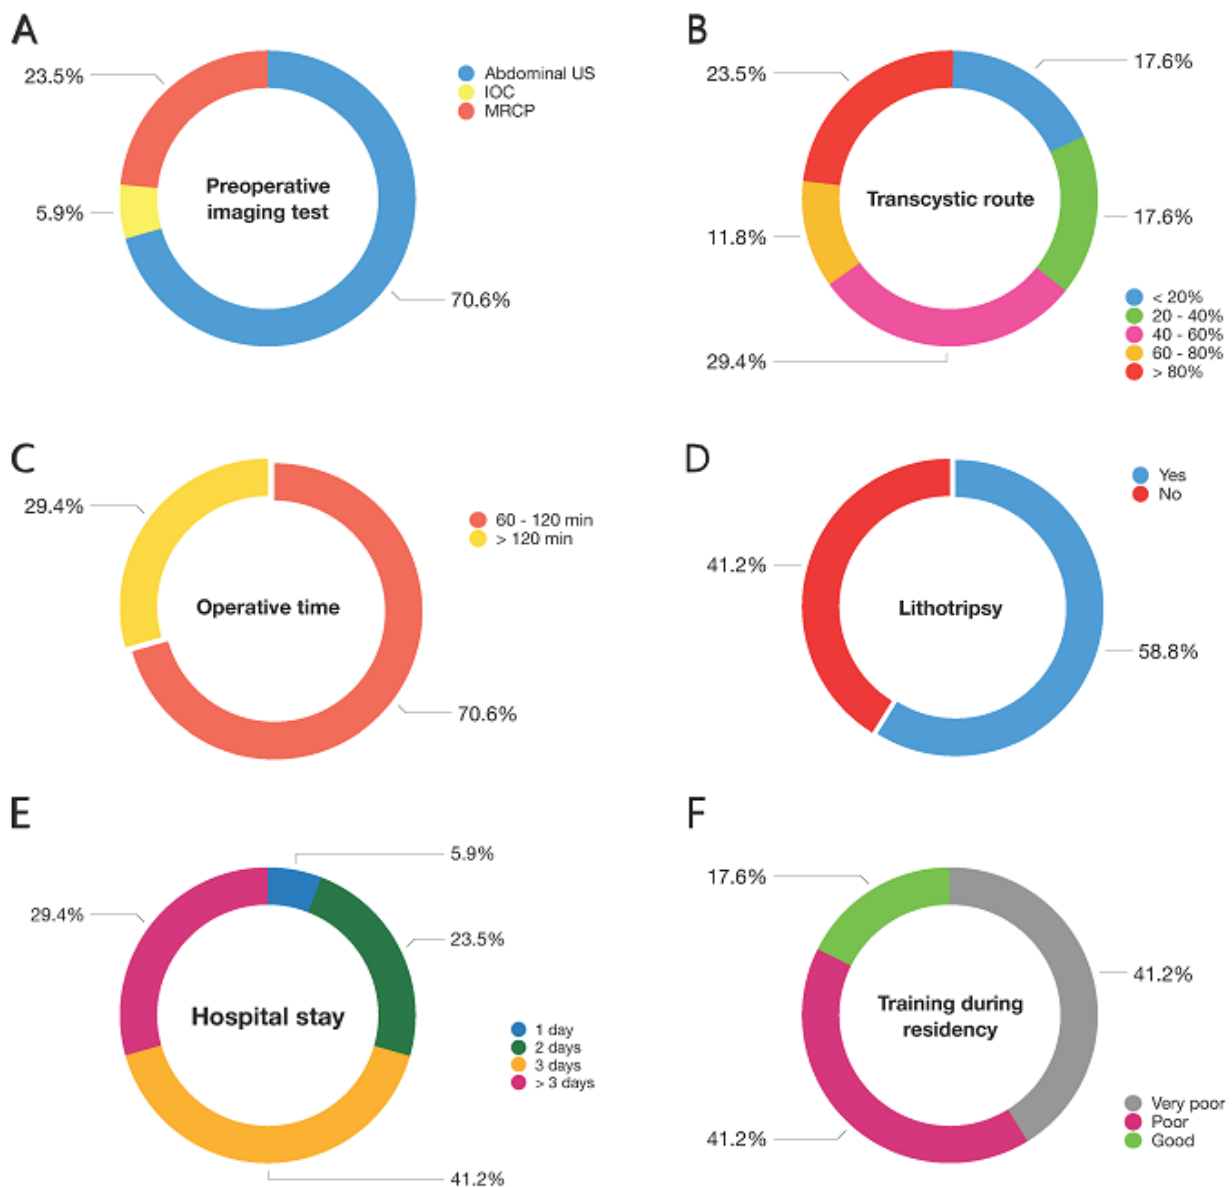 A
23.5%
5.9%
70.6%
Preoperative
imaging test
Abdominal US
IOC
MRCP
B
23.5%
17.6%
11.8%
17.6%
29.4%
Transcystic route
< 20%
20 - 40%
40 - 60%
60 - 80%
> 80%
C
29.4%
70.6%
Operative time
60 - 120 min
> 120 min
D
41.2%
58.8%
Lithotripsy
Yes
No
E
5.9%
29.4%
23.5%
41.2%
Hospital stay
1 day
2 days
3 days
> 3 days
F
17.6%
41.2%
41.2%
Training during
residency
Very poor
Poor
Good